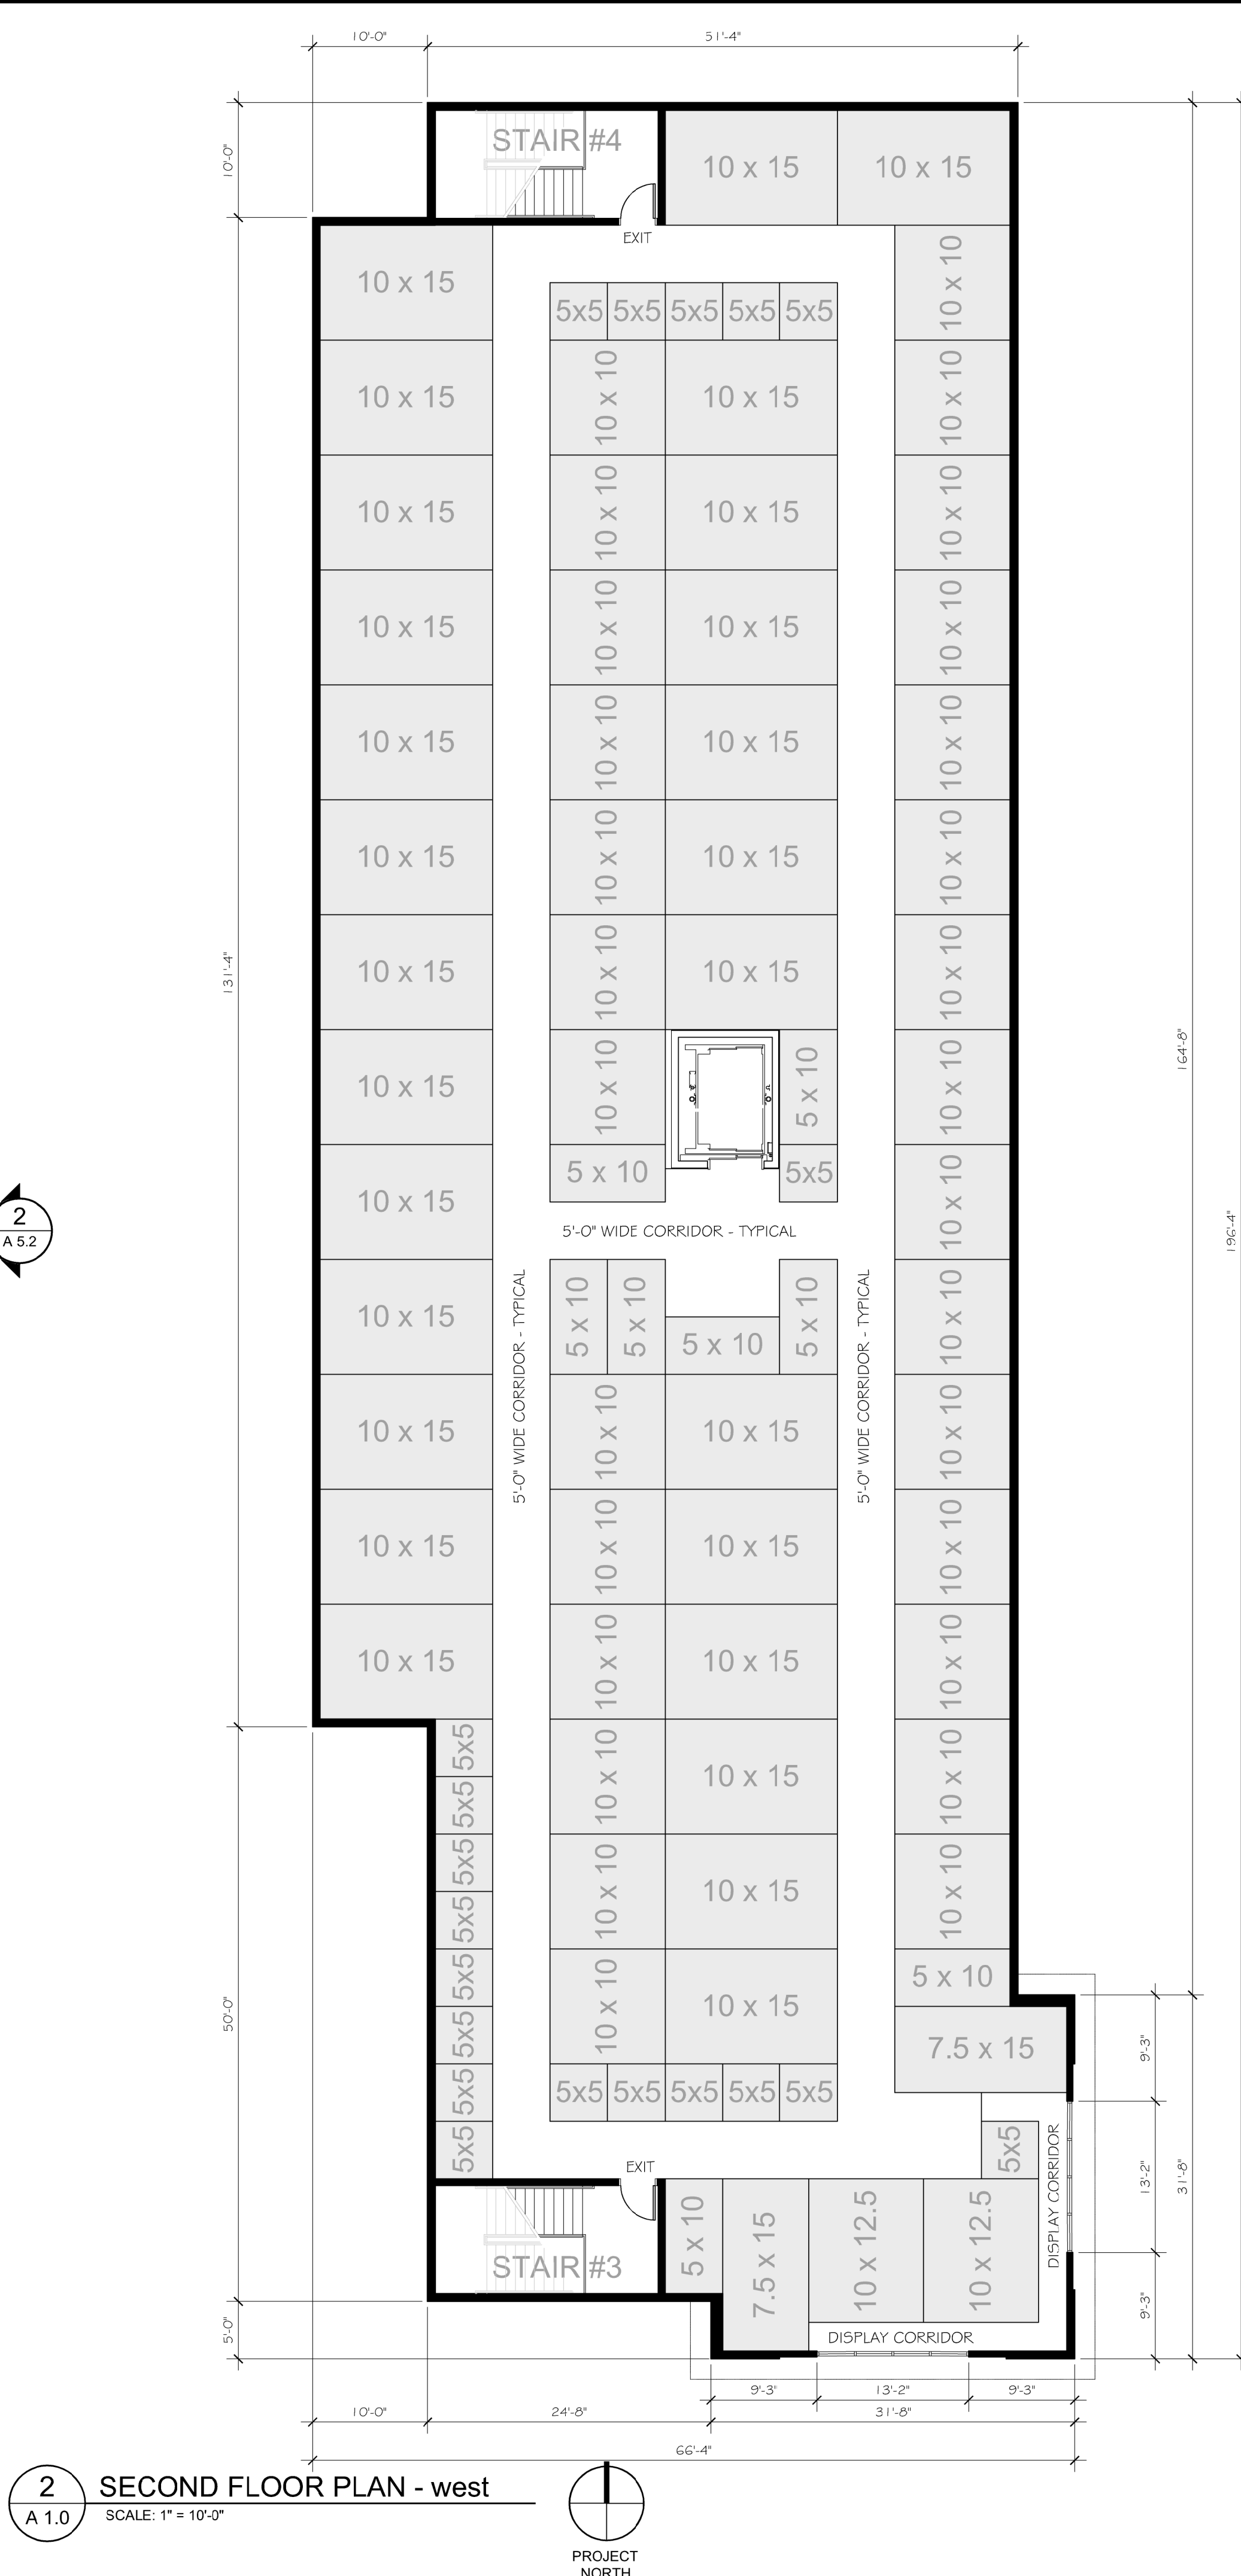 10'-0" 51'-4"
10'-0"
STAIR #4
10 x 15 10 x 15
EXIT
10 x 15 10 x 10
5x5 5x5 5x5 5x5 5x5
10 x 15 10 x 10 10 x 15 10 x 10
10 x 15 10 x 10 10 x 15 10 x 10
10 x 15 10 x 10 10 x 15 10 x 10
10 x 15 10 x 10 10 x 15 10 x 10
10 x 15 10 x 10 10 x 15 10 x 10
131'-4"
10 x 15 10 x 10 10 x 15 10 x 10
164'-8"
10 x 15 10 x 10 5 x 10 10 x 10
10 x 15 5 x 10 5x5 10 x 10
196'-4"
2
A 5.2
5'-0" WIDE CORRIDOR - TYPICAL
10 x 15 5 x 10 5 x 10 5 x 10 5 x 10 10 x 10
5'-0" WIDE CORRIDOR - TYPICAL
5'-0" WIDE CORRIDOR - TYPICAL
10 x 15 10 x 10 10 x 15 10 x 10
10 x 15 10 x 10 10 x 15 10 x 10
10 x 15 10 x 10 10 x 15 10 x 10
5x5
10 x 10 10 x 15 10 x 10
5x5
5x5
10 x 10 10 x 15 10 x 10
5x5
5x5 5 x 10
10 x 10 10 x 15
50'-0"
5x5 7.5 x 15 9'-3"
5x5 5x5 5x5 5x5 5x5 5x5
5x5 5x5
EXIT
DISPLAY CORRIDOR
13'-2" 31'-8"
5 x 10 7.5 x 15 10 x 12.5 10 x 12.5
STAIR #3
5'-0" 9'-3"
DISPLAY CORRIDOR
9'-3" 13'-2" 9'-3"
10'-0" 24'-8" 31'-8"
66'-4"
2
A 1.0
SECOND FLOOR PLAN - west
SCALE: 1" = 10'-0"
PROJECT
NORTH